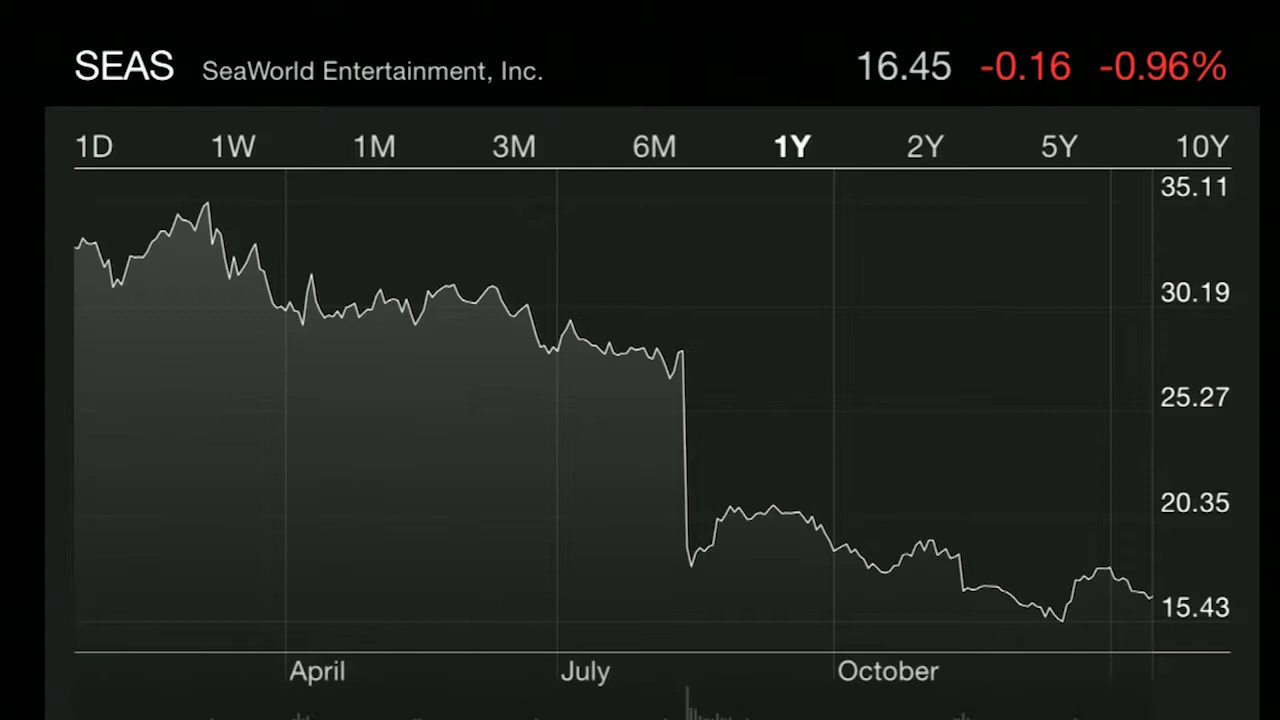 SEAS SeaWorld Entertainment, Inc. 16.45 -0.16 -0.96%
1D 1W 1M 3M 6M 1Y 2Y 5Y 10Y
35.11
30.19
25.27
20.35
15.43
April July October